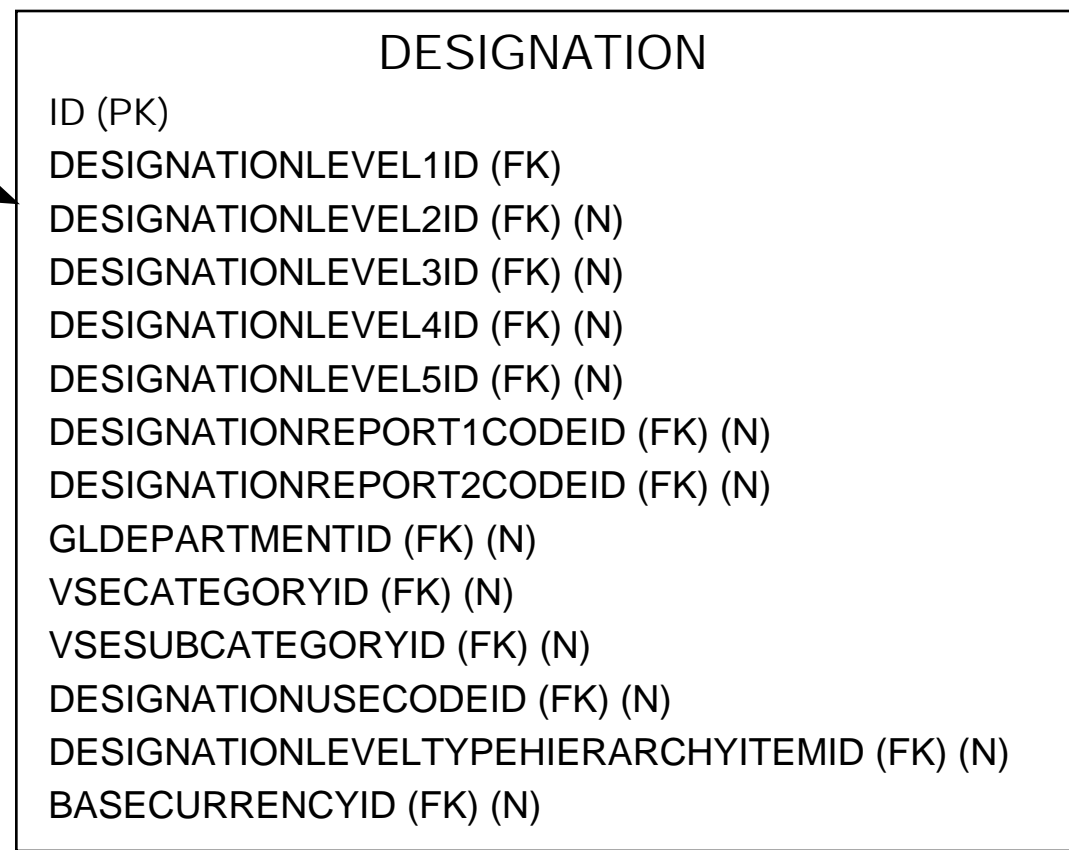 DESIGNATION
ID (PK)
DESIGNATIONLEVEL1ID (FK)
DESIGNATIONLEVEL2ID (FK) (N)
DESIGNATIONLEVEL3ID (FK) (N)
DESIGNATIONLEVEL4ID (FK) (N)
DESIGNATIONLEVEL5ID (FK) (N)
DESIGNATIONREPORT1CODEID (FK) (N)
DESIGNATIONREPORT2CODEID (FK) (N)
GLDEPARTMENTID (FK) (N)
VSECATEGORYID (FK) (N)
VSESUBCATEGORYID (FK) (N)
DESIGNATIONUSECODEID (FK) (N)
DESIGNATIONLEVELTYPEHIERARCHYITEMID (FK) (N)
BASECURRENCYID (FK) (N)